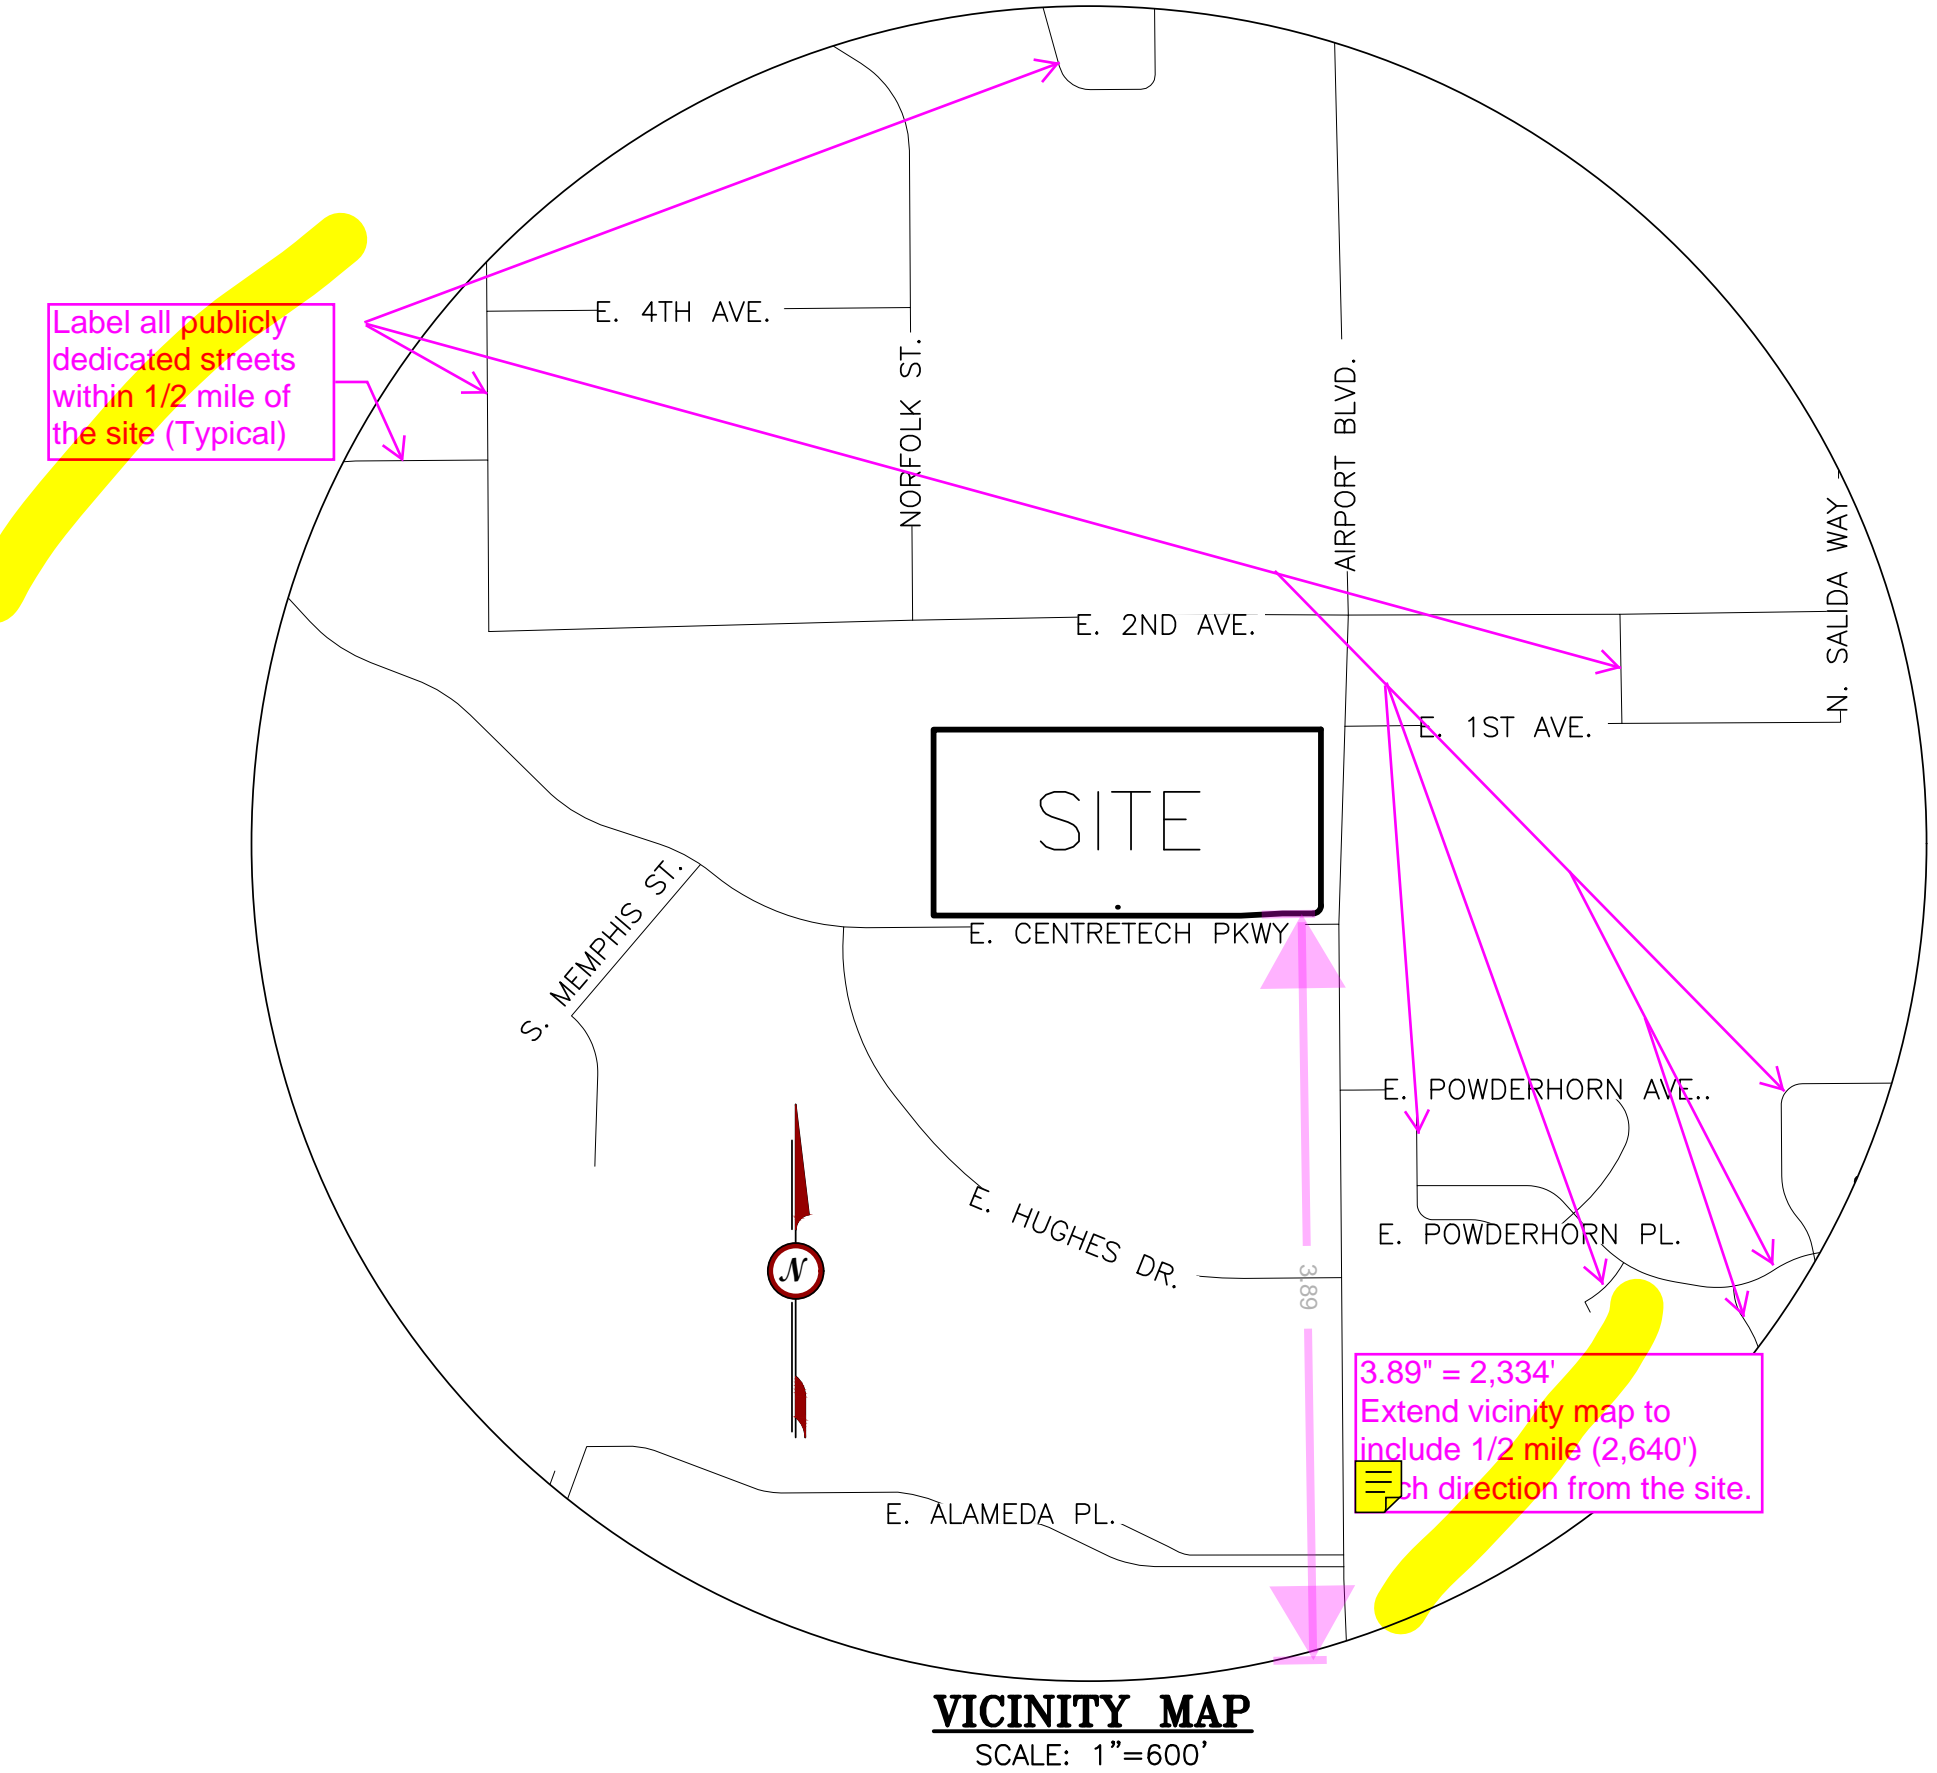 Label all publicly
dedicated streets
within 1/2 mile of
the site (Typical)
E. 4TH AVE.
NORFOLK ST.
AIRPORT BLVD.
N. SALIDA WAY
E. 2ND AVE.
E. 1ST AVE.
SITE
E. CENTRETECH PKWY
S. MEMPHIS ST.
E. POWDERHORN AVE..
E. HUGHES DR.
E. POWDERHORN PL.
N
3.89
3.89" = 2,334'
Extend vicinity map to
include 1/2 mile (2,640')
ch direction from the site.
E. ALAMEDA PL.
VICINITY MAP
SCALE: 1"=600'